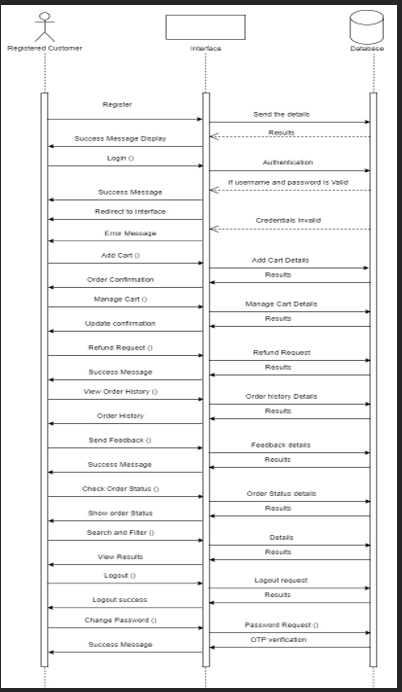 Registered Customer
Interface
Database
Register
Send the details
Results
Success Message Display
Login ()
Authentication
If username and password is Valid
Success Message
Redirect to Interface
Credentials Invalid
Error Message
Add Cart ()
Add Cart Details
Results
Order Confirmation
Manage Cart ()
Manage Cart Details
Results
Update confirmation
Refund Request ()
Refund Request
Results
Success Message
View Order History ()
Order history Details
Results
Order History
Send Feedback ()
Feedback details
Results
Success Message
Check Order Status ()
Order Status details
Results
Show order Status
Search and Filter ()
Details
Results
View Results
Logout ()
Logout request
Results
Logout success
Change Password ()
Password Request ()
OTP verification
Success Message